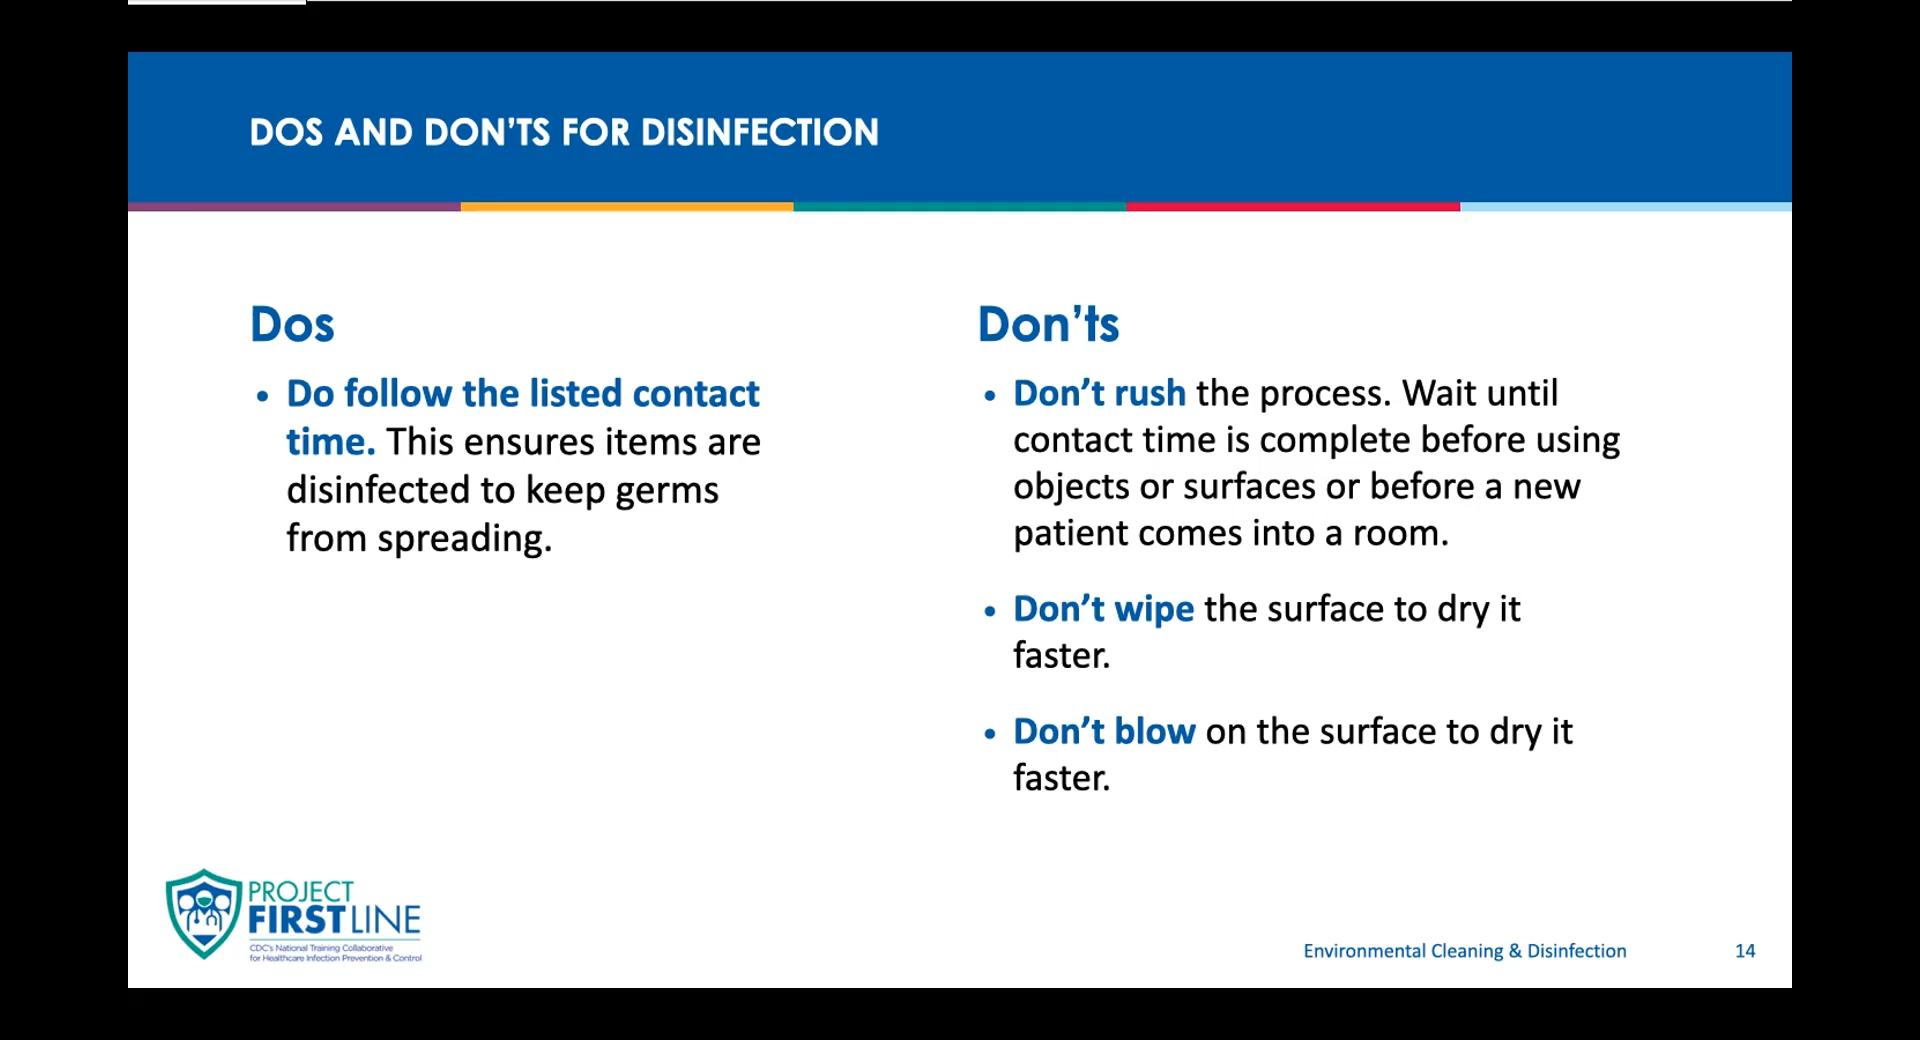 DOS AND DON’TS FOR DISINFECTION
Dos
• Do follow the listed contact
time. This ensures items are
disinfected to keep germs
from spreading.
Don’ts
• Don’t rush the process. Wait until
contact time is complete before using
objects or surfaces or before a new
patient comes into a room.
• Don’t wipe the surface to dry it
faster.
• Don’t blow on the surface to dry it
faster.
PROJECT
FIRSTLINE
CDC's National Training Collaborative
for Healthcare Infection Prevention & Control
Environmental Cleaning & Disinfection
14